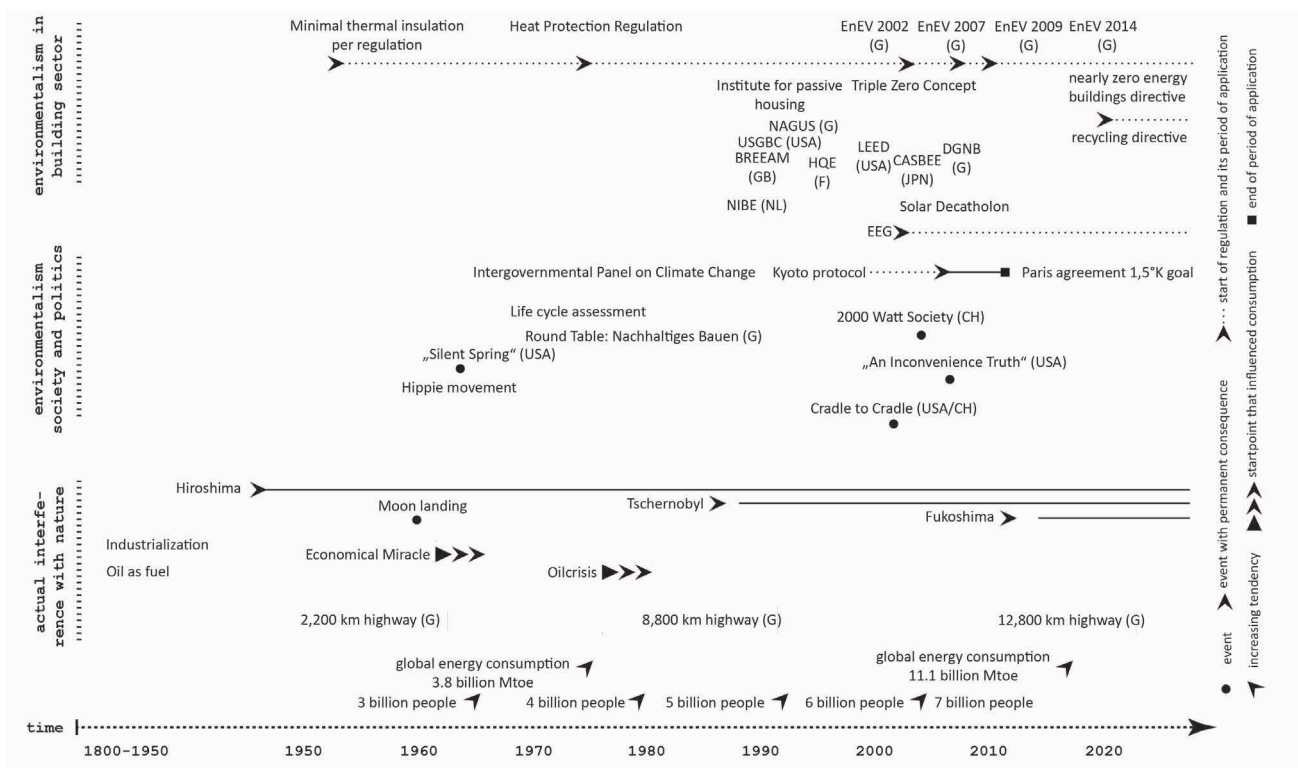 environmentalism in
building sector
Minimal thermal insulation
per regulation
Heat Protection Regulation
EnEV 2002
(G)
EnEV 2007
(G)
EnEV 2009
(G)
EnEV 2014
(G)
Institute for passive
housing
Triple Zero Concept
nearly zero energy
buildings directive
NAGUS (G)
USGBC (USA)
BREEAM
(GB)
HQE
(F)
LEED
(USA)
CASBEE
(JPN)
DGNB
(G)
recycling directive
NIBE (NL)
Solar Decatholon
EEG
environmentalism
society and politics
Intergovernmental Panel on Climate Change
Kyoto protocol
Paris agreement 1,5°K goal
Life cycle assessment
2000 Watt Society (CH)
Round Table: Nachhaltiges Bauen (G)
„Silent Spring“ (USA)
„An Inconvenience Truth“ (USA)
Hippie movement
Cradle to Cradle (USA/CH)
actual interfe-
rence with nature
Hiroshima
Moon landing
Tschernobyl
Fukoshima
Industrialization
Economical Miracle
Oil as fuel
Oilcrisis
2,200 km highway (G)
8,800 km highway (G)
12,800 km highway (G)
global energy consumption
3.8 billion Mtoe
global energy consumption
11.1 billion Mtoe
3 billion people
4 billion people
5 billion people
6 billion people
7 billion people
time
1800-1950
1950
1960
1970
1980
1990
2000
2010
2020
event
event with permanent consequence
start of regulation and its period of application
increasing tendency
startpoint that influenced consumption
end of period of application